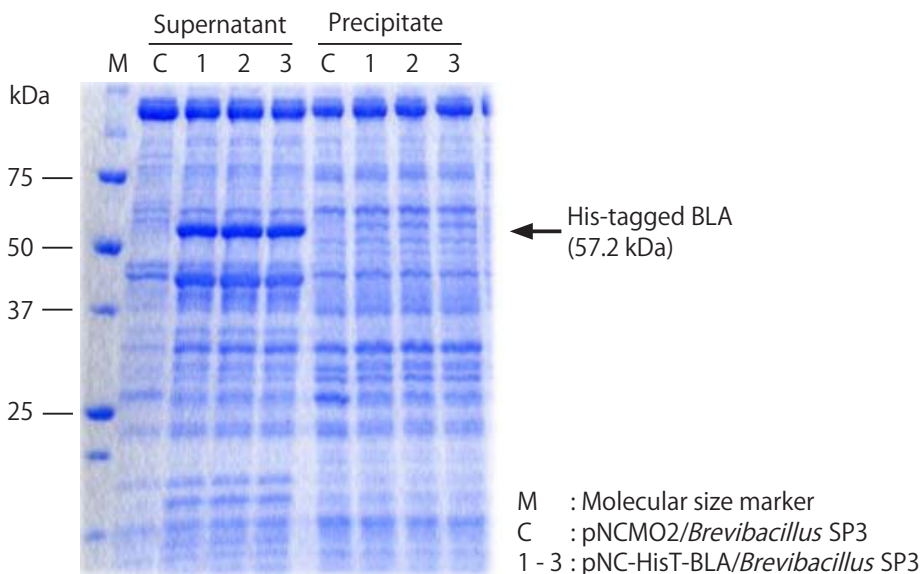 Supernatant Precipitate
M C 1 2 3 C 1 2 3
kDa
75
50
37
25
His-tagged BLA
(57.2 kDa)
M : Molecular size marker
C : pNCMO2/Brevibacillus SP3
1 - 3 : pNC-HisT-BLA/Brevibacillus SP3